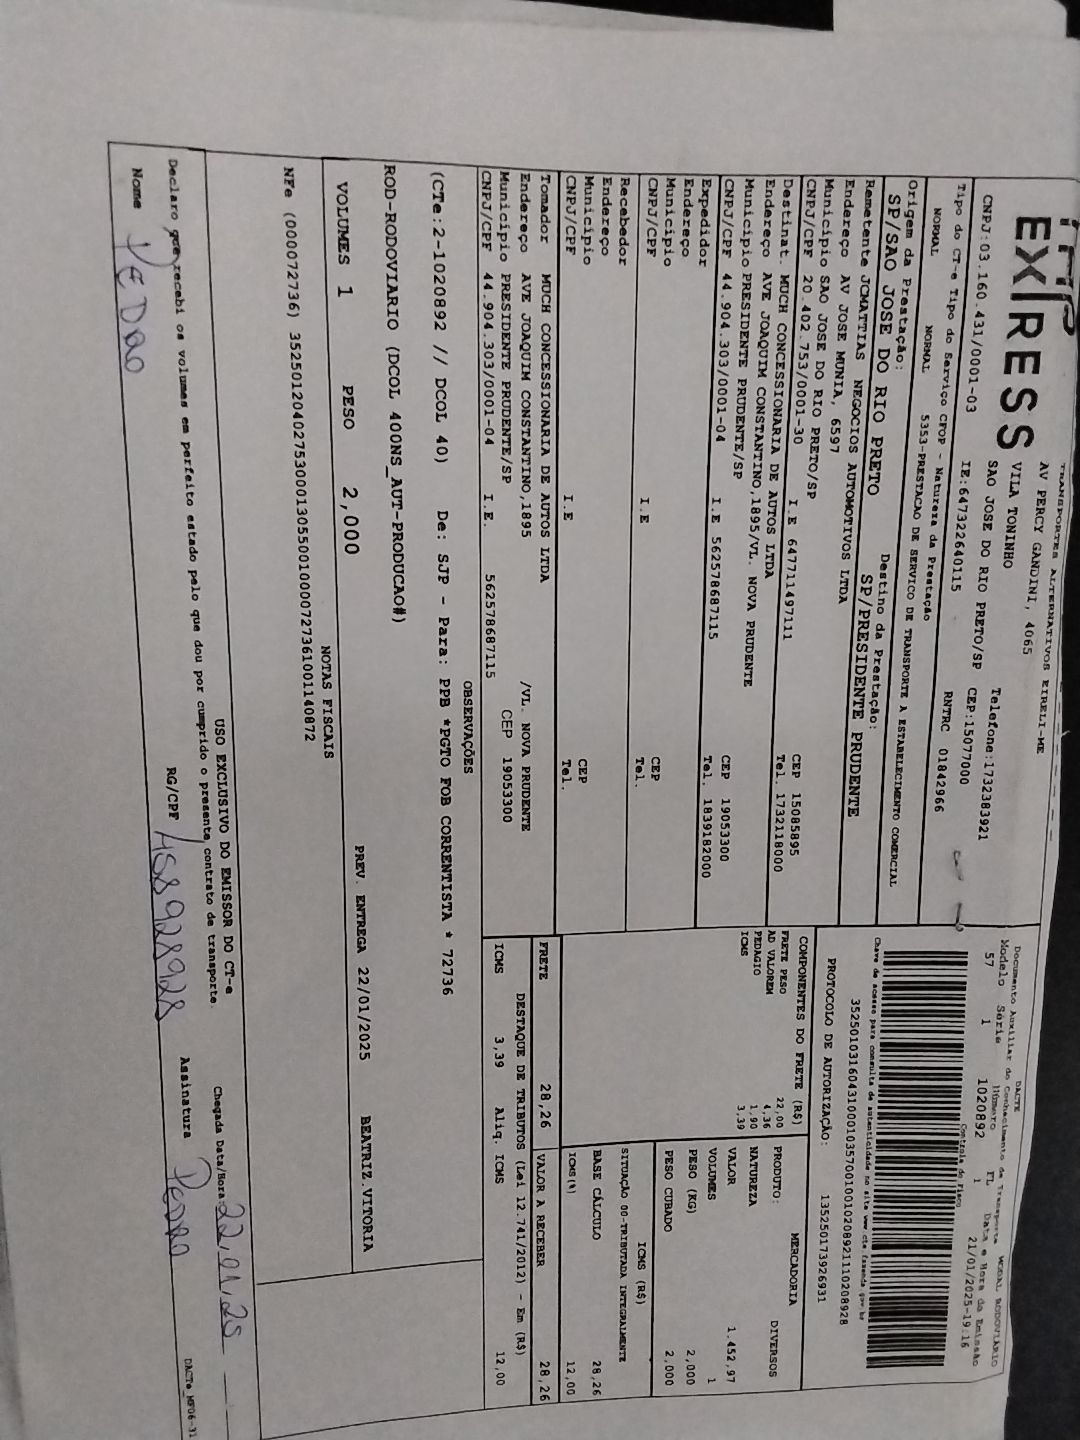 EX/RESS
TRANSPORTES ALTERNATIVOS EIRELI-ME
AV PERCY GANDINI, 4065
VILA TONINHO
SAO JOSE DO RIO PRETO/SP CEP:15077000
Telefone:1732383921
CNPJ:03.160.431/0001-03 IE:647322640115 RNTRC 01842966
Tipo do CT-e Tipo do Serviço CFOP - Natureza da Prestação
NORMAL NORMAL 5353-PRESTACAO DE SERVICO DE TRANSPORTE A ESTABELECIMENTO COMERCIAL
Origem da Prestação: Destino da Prestação:
SP/SAO JOSE DO RIO PRETO SP/PRESIDENTE PRUDENTE
Remetente JCMATTIAS NEGOCIOS AUTOMOTIVOS LTDA
Endereço AV JOSE MUNIA, 6597
Município SAO JOSE DO RIO PRETO/SP CEP 15085895
CNPJ/CPF 20.402.753/0001-30 I.E 647711497111 Tel. 1732118000
Destinat. MUCH CONCESSIONARIA DE AUTOS LTDA
Endereço AVE JOAQUIM CONSTANTINO,1895/VL. NOVA PRUDENTE
Município PRESIDENTE PRUDENTE/SP CEP 19053300
CNPJ/CPF 44.904.303/0001-04 I.E 562578687115 Tel. 1839182000
Expedidor
Endereço
Município CEP
CNPJ/CPF I.E Tel.
Recebedor
Endereço
Município CEP
CNPJ/CPF I.E Tel.
Tomador MUCH CONCESSIONARIA DE AUTOS LTDA
Endereço AVE JOAQUIM CONSTANTINO,1895 /VL. NOVA PRUDENTE
Município PRESIDENTE PRUDENTE/SP CEP 19053300
CNPJ/CPF 44.904.303/0001-04 I.E. 562578687115
DACTE
Documento Auxiliar do Conhecimento de Transporte MODAL RODOVIÁRIO
Modelo Série Número FL Data e Hora da Emissão
57 1 1020892 1 21/01/2025-19:16
Controle do Fisco
Chave de acesso para consulta de autenticidade no site www.cte.fazenda.gov.br
35250103160431000103570010010208921110208928
PROTOCOLO DE AUTORIZAÇÃO: 135250173926931
COMPONENTES DO FRETE (R$)
FRETE PESO 22,00
AD VALOREM 4,36
PEDAGIO 1,90
ICMS 3,39
MERCADORIA
PRODUTO: DIVERSOS
NATUREZA
VALOR 1.452,97
VOLUMES 1
PESO (KG) 2,000
PESO CUBADO 2,000
ICMS (R$)
SITUAÇÃO 00-TRIBUTADA INTEGRALMENTE
BASE CÁLCULO 28,26
ICMS(%) 12,00
FRETE 28,26 VALOR A RECEBER 28,26
DESTAQUE DE TRIBUTOS (Lei 12.741/2012) - Em (R$)
ICMS 3,39 Aliq. ICMS 12,00
OBSERVAÇÕES
(CTe:2-1020892 // DCOL 40) De: SJP - Para: PPB *PGTO FOB CORRENTISTA * 72736
ROD-RODOVIARIO (DCOL 400NS_AUT-PRODUCAO#)
VOLUMES 1 PESO 2,000 PREV. ENTREGA 22/01/2025 BEATRIZ.VITORIA
NOTAS FISCAIS
NFe (000072736) 35250120402753000130550010000727361001140872
USO EXCLUSIVO DO EMISSOR DO CT-e
Declaro que recebi os volumes em perfeito estado pelo que dou por cumprido o presente contrato de transporte.
Chegada Data/Hora 22.01.25
Nome PEDRO RG/CPF 458928928 Assinatura Pedro
DACTe_MF06-31